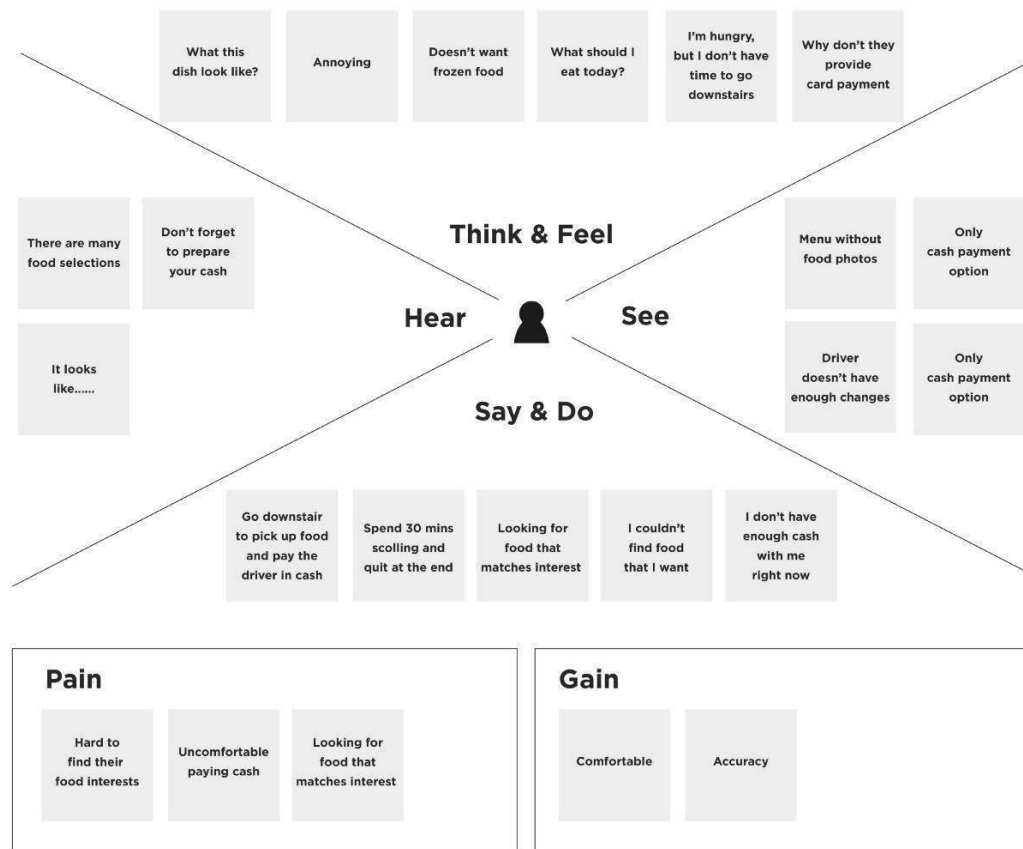 What this
dish look like?
Annoying
Doesn't want
frozen food
What should I
eat today?
I'm hungry,
but I don't have
time to go
downstairs
Why don't they
provide
card payment
Think & Feel
There are many
food selections
Don't forget
to prepare
your cash
It looks
like......
Hear
See
Menu without
food photos
Only
cash payment
option
Driver
doesn't have
enough changes
Only
cash payment
option
Say & Do
Go downstair
to pick up food
and pay the
driver in cash
Spend 30 mins
scolling and
quit at the end
Looking for
food that
matches interest
I couldn't
find food
that I want
I don't have
enough cash
with me
right now
Pain
Hard to
find their
food interests
Uncomfortable
paying cash
Looking for
food that
matches interest
Gain
Comfortable
Accuracy